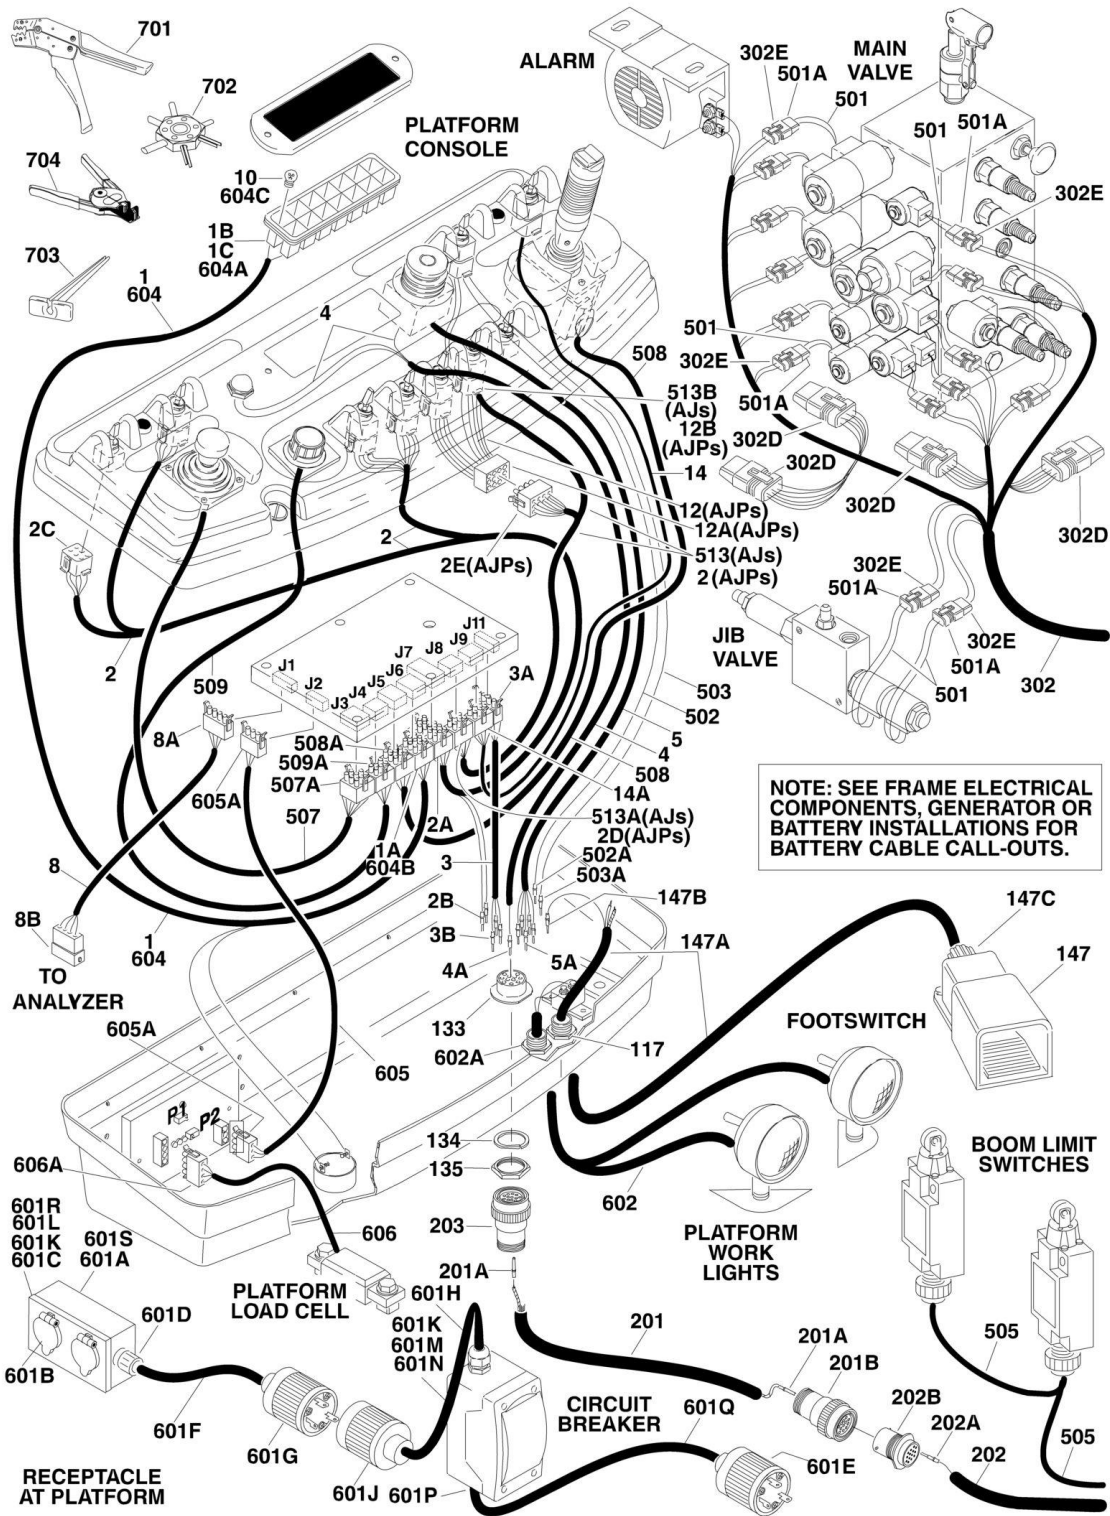 701
702
704
703
PLATFORM
CONSOLE
10
604C
1B
1C
604A
1
604
4
ALARM
302E
501A
501
MAIN
VALVE
501
501A
302E
501
302E
501A
508
513B
(AJs)
12B
(AJPs)
14
302D
302D
302D
302D
12(AJPs)
12A(AJPs)
513(AJs)
2(AJPs)
2C
2
2E(AJPs)
302E
501A
302E
501A
501
302
JIB
VALVE
2
509
J1
J2
J3
J4
J5
J6
J7
J8
J9
J11
3A
8A
605A
508A
509A
507A
507
503
502
5
4
508
14A
513A(AJs)
2D(AJPs)
2A
1A
604B
3
502A
503A
NOTE: SEE FRAME ELECTRICAL
COMPONENTS, GENERATOR OR
BATTERY INSTALLATIONS FOR
BATTERY CABLE CALL-OUTS.
8
8B
TO
ANALYZER
1
604
2B
3B
4A
5A
147B
147A
147C
147
133
602A
117
FOOTSWITCH
605A
605
P1
P2
606A
606
134
135
203
201A
602
PLATFORM
WORK
LIGHTS
BOOM LIMIT
SWITCHES
601R
601L
601K
601C
601S
601A
601D
601B
601F
601G
RECEPTACLE
AT PLATFORM
PLATFORM
LOAD CELL
601H
601K
601M
601N
601J
601P
CIRCUIT
BREAKER
601Q
601E
201
201A
201B
202B
202A
202
505
505